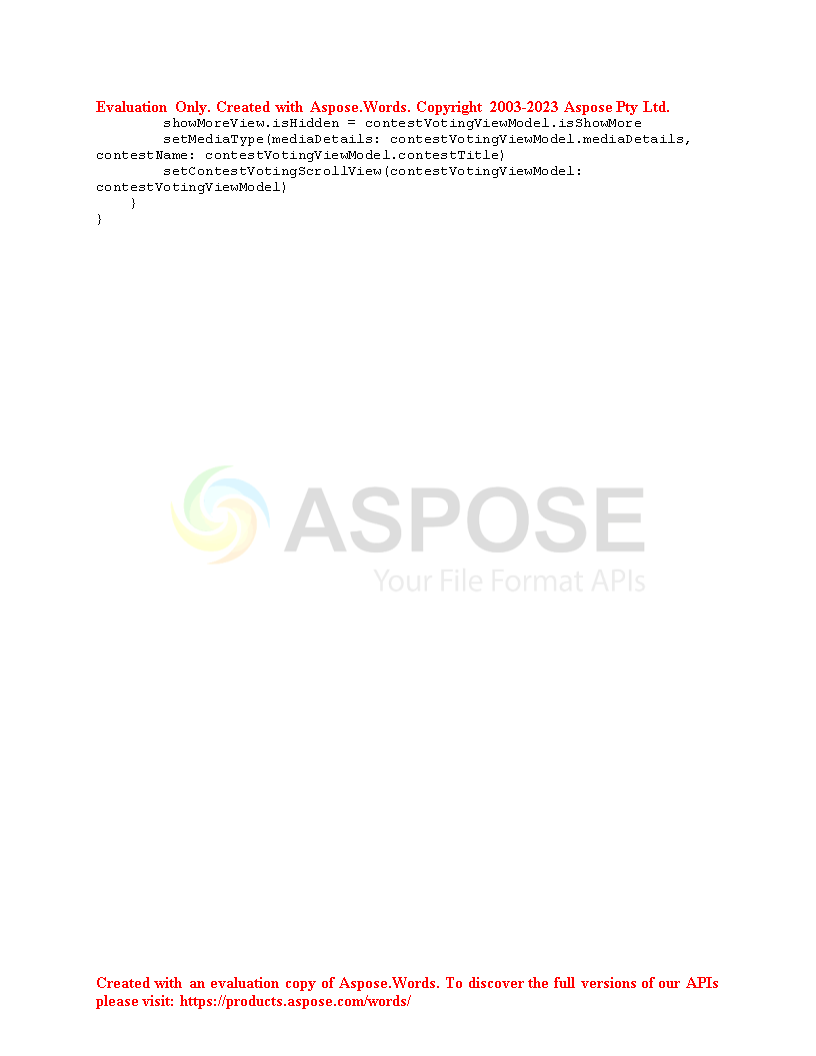 Evaluation Only. Created with Aspose.Words. Copyright 2003-2023 Aspose Pty Ltd.
showMoreView.isHidden = contestVotingViewModel.isShowMore
setMediaType(mediaDetails: contestVotingViewModel.mediaDetails,
contestName: contestVotingViewModel.contestTitle)
setContestVotingScrollView(contestVotingViewModel:
contestVotingViewModel)
}
}
ASPOSE
Your File Format APIs
Created with an evaluation copy of Aspose.Words. To discover the full versions of our APIs
please visit: https://products.aspose.com/words/